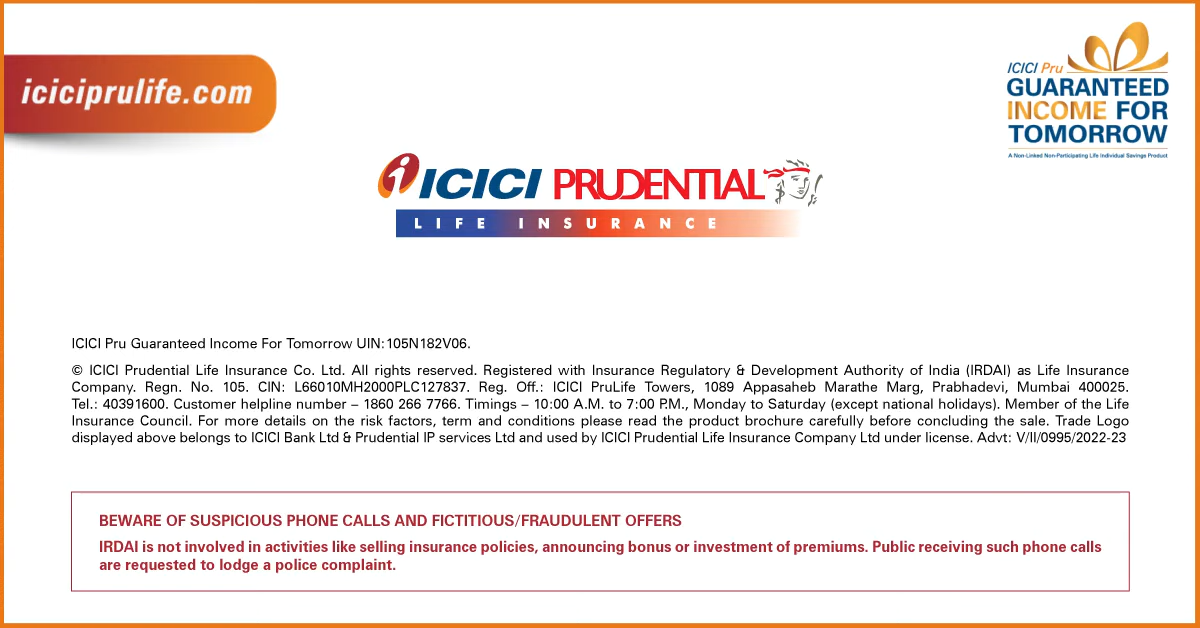 iciciprulife.com
ICICI Pru
GUARANTEED
INCOME FOR
TOMORROW
A Non-Linked Non-Participating Life Individual Savings Product
i ICICI PRUDENTIAL
LIFE INSURANCE
ICICI Pru Guaranteed Income For Tomorrow UIN:105N182V06.
© ICICI Prudential Life Insurance Co. Ltd. All rights reserved. Registered with Insurance Regulatory & Development Authority of India (IRDAI) as Life Insurance
Company. Regn. No. 105. CIN: L66010MH2000PLC127837. Reg. Off.: ICICI PruLife Towers, 1089 Appasaheb Marathe Marg, Prabhadevi, Mumbai 400025.
Tel.: 40391600. Customer helpline number – 1860 266 7766. Timings – 10:00 A.M. to 7:00 P.M., Monday to Saturday (except national holidays). Member of the Life
Insurance Council. For more details on the risk factors, term and conditions please read the product brochure carefully before concluding the sale. Trade Logo
displayed above belongs to ICICI Bank Ltd & Prudential IP services Ltd and used by ICICI Prudential Life Insurance Company Ltd under license. Advt: V/II/0995/2022-23
BEWARE OF SUSPICIOUS PHONE CALLS AND FICTITIOUS/FRAUDULENT OFFERS
IRDAI is not involved in activities like selling insurance policies, announcing bonus or investment of premiums. Public receiving such phone calls
are requested to lodge a police complaint.